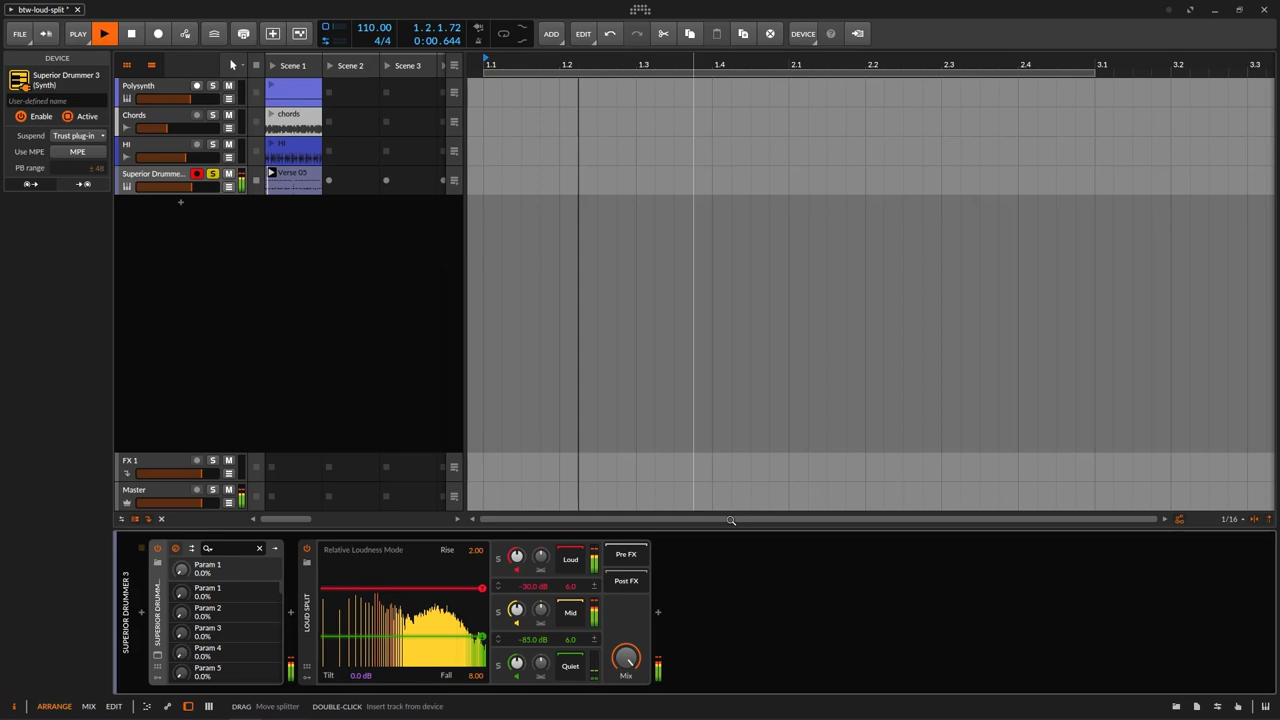 btw-loud-split *
FILE
PLAY
110.00
4/4
1.2.1.72
0:00.644
ADD
EDIT
DEVICE
DEVICE
Superior Drummer 3
(Synth)
User-defined name
Enable
Active
Suspend
Trust plug-in
Use MPE
MPE
PB range
± 48
Scene 1
Scene 2
Scene 3
Polysynth
S
M
Chords
S
M
chords
HI
S
M
HI
Superior Drumme...
S
M
Verse 05
+
1.1
1.2
1.3
1.4
2.1
2.2
2.3
2.4
3.1
3.2
3.3
FX 1
S
M
Master
S
M
1/16
SUPERIOR DRUMMER 3
SUPERIOR DRUMM...
Param 1
0.0%
Param 1
0.0%
Param 2
0.0%
Param 3
0.0%
Param 4
0.0%
Param 5
0.0%
LOUD SPLIT
Relative Loudness Mode
Rise
2.00
Tilt
0.0 dB
Fall
8.00
S
Loud
-30.0 dB
6.0
S
Mid
-85.0 dB
6.0
S
Quiet
Pre FX
Post FX
Mix
i
ARRANGE
MIX
EDIT
DRAG
Move splitter
DOUBLE-CLICK
Insert track from device